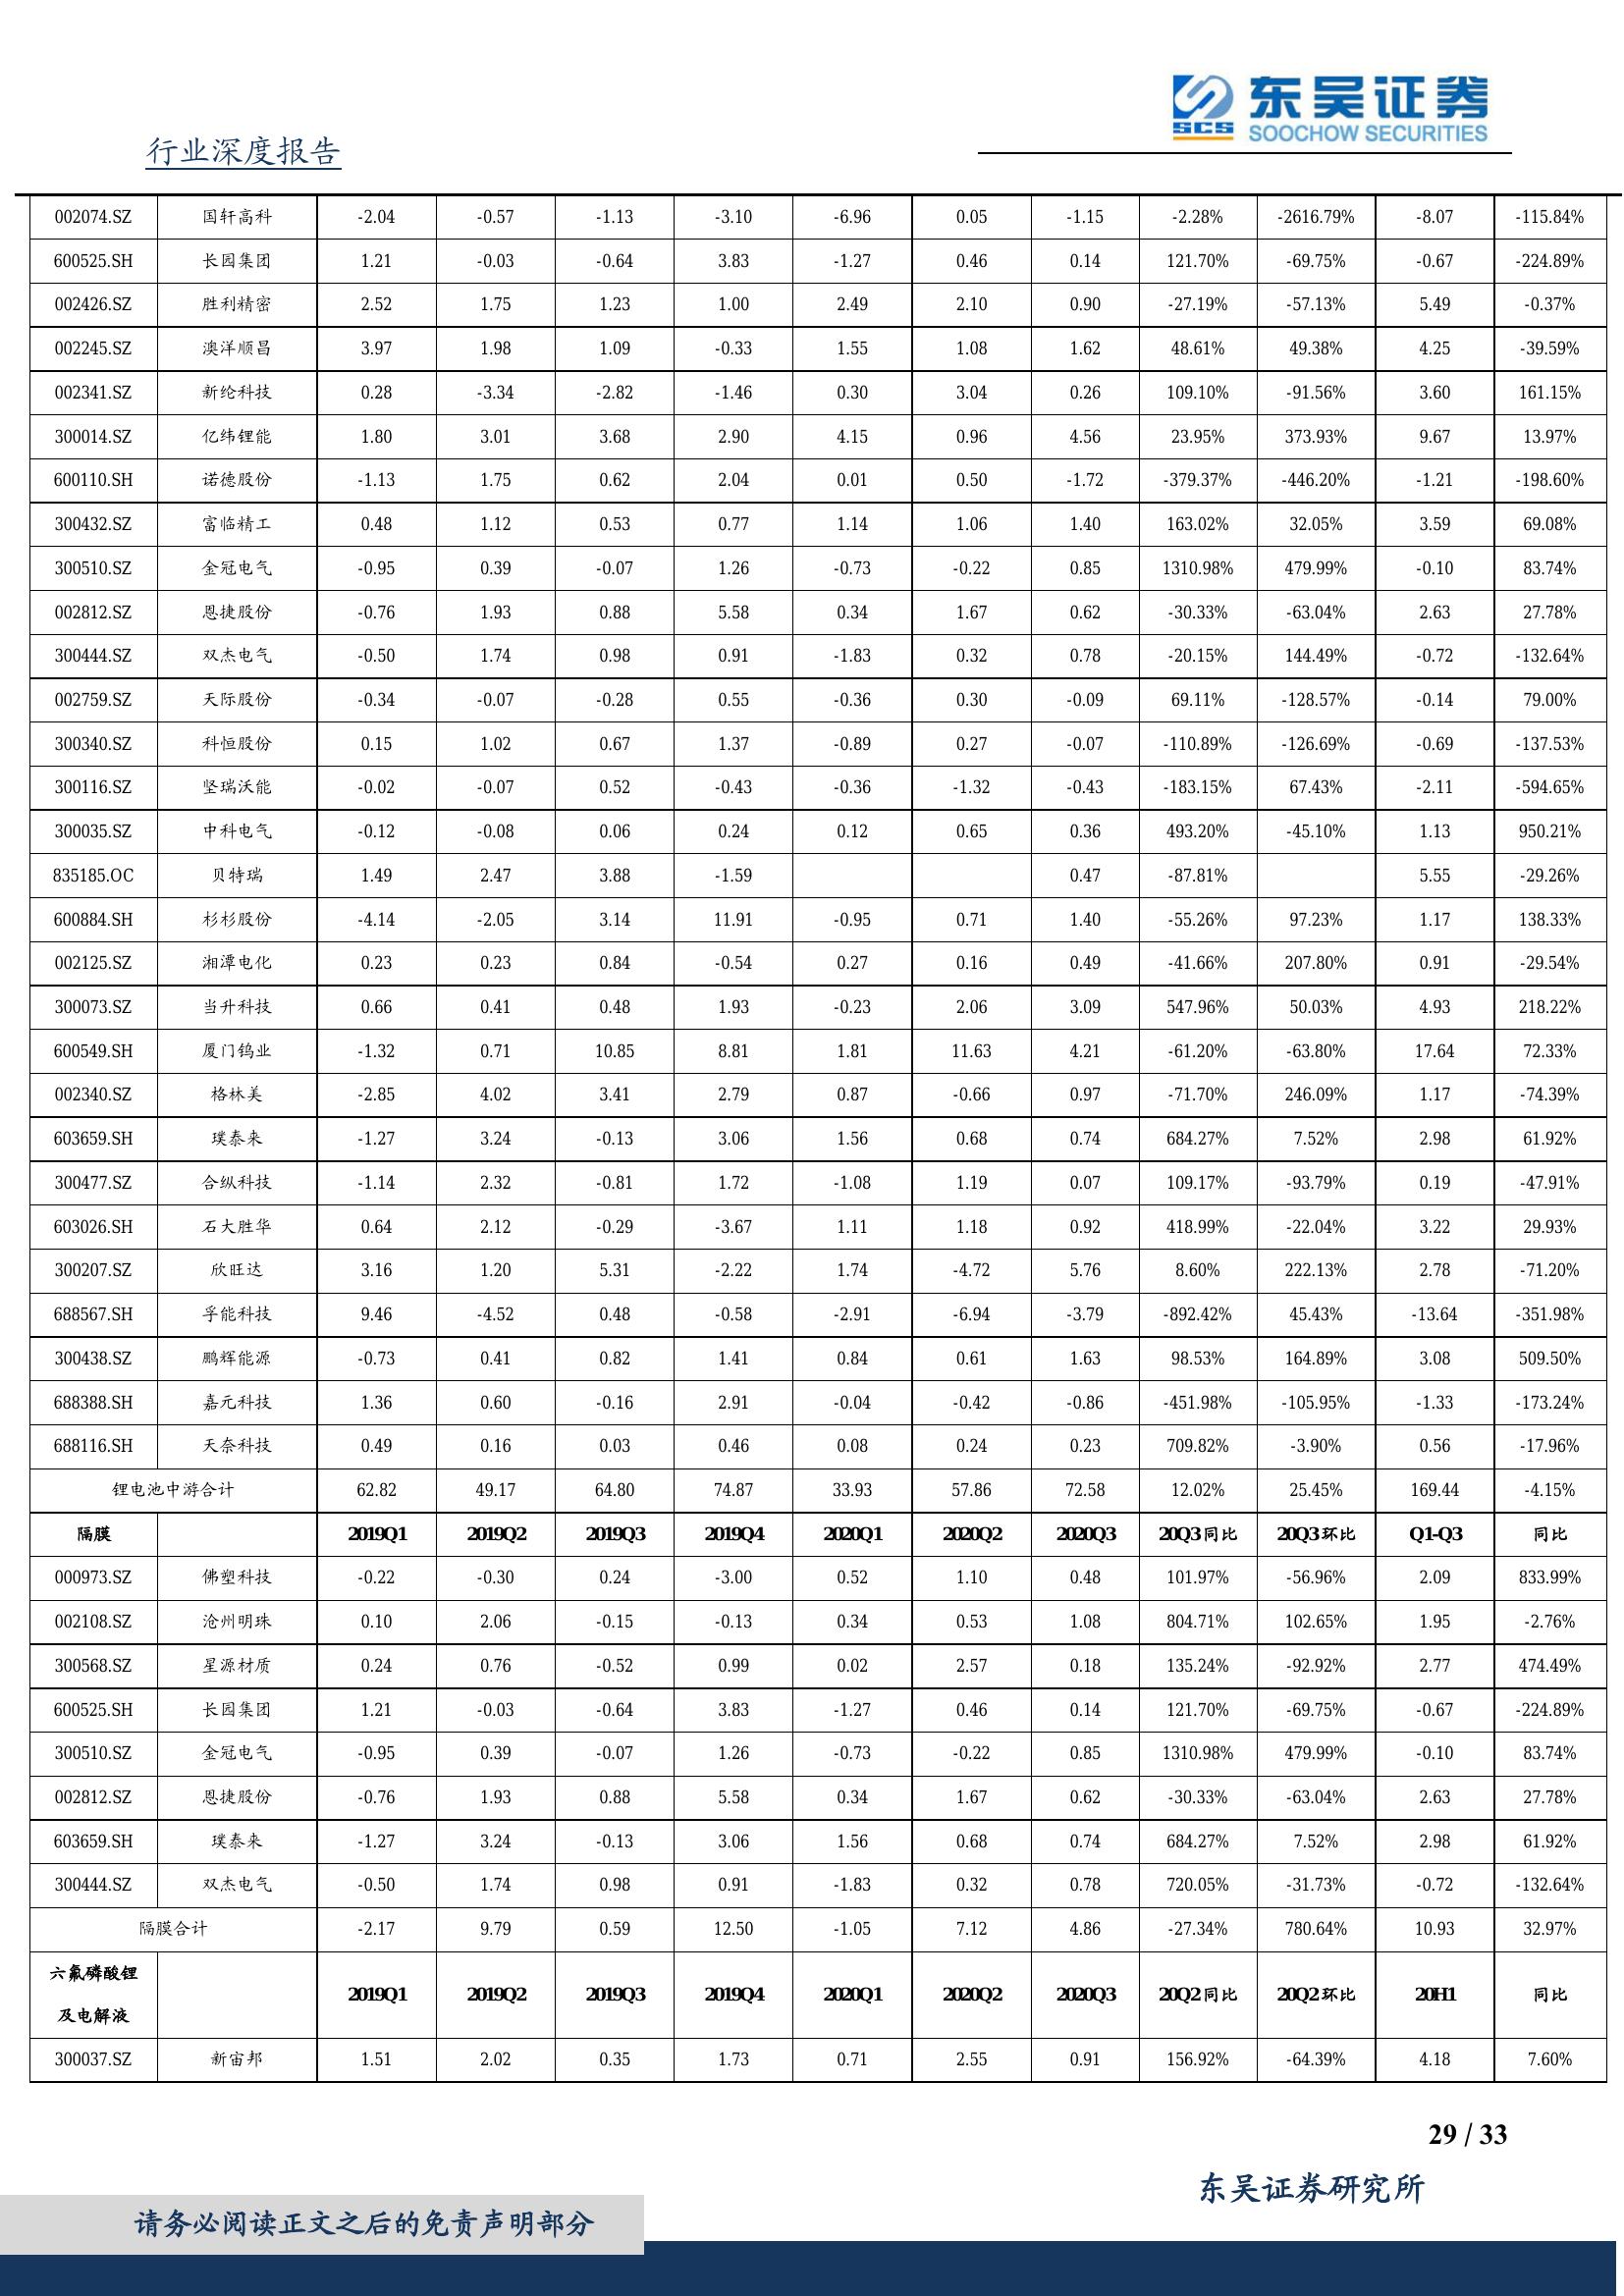 SCS 东吴证券
SOOCHOW SECURITIES
行业深度报告
002074.SZ 国轩高科 -2.04 -0.57 -1.13 -3.10 -6.96 0.05 -1.15 -2.28% -2616.79% -8.07 -115.84%
600525.SH 长园集团 1.21 -0.03 -0.64 3.83 -1.27 0.46 0.14 121.70% -69.75% -0.67 -224.89%
002426.SZ 胜利精密 2.52 1.75 1.23 1.00 2.49 2.10 0.90 -27.19% -57.13% 5.49 -0.37%
002245.SZ 澳洋顺昌 3.97 1.98 1.09 -0.33 1.55 1.08 1.62 48.61% 49.38% 4.25 -39.59%
002341.SZ 新纶科技 0.28 -3.34 -2.82 -1.46 0.30 3.04 0.26 109.10% -91.56% 3.60 161.15%
300014.SZ 亿纬锂能 1.80 3.01 3.68 2.90 4.15 0.96 4.56 23.95% 373.93% 9.67 13.97%
600110.SH 诺德股份 -1.13 1.75 0.62 2.04 0.01 0.50 -1.72 -379.37% -446.20% -1.21 -198.60%
300432.SZ 富临精工 0.48 1.12 0.53 0.77 1.14 1.06 1.40 163.02% 32.05% 3.59 69.08%
300510.SZ 金冠电气 -0.95 0.39 -0.07 1.26 -0.73 -0.22 0.85 1310.98% 479.99% -0.10 83.74%
002812.SZ 恩捷股份 -0.76 1.93 0.88 5.58 0.34 1.67 0.62 -30.33% -63.04% 2.63 27.78%
300444.SZ 双杰电气 -0.50 1.74 0.98 0.91 -1.83 0.32 0.78 -20.15% 144.49% -0.72 -132.64%
002759.SZ 天际股份 -0.34 -0.07 -0.28 0.55 -0.36 0.30 -0.09 69.11% -128.57% -0.14 79.00%
300340.SZ 科恒股份 0.15 1.02 0.67 1.37 -0.89 0.27 -0.07 -110.89% -126.69% -0.69 -137.53%
300116.SZ 坚瑞沃能 -0.02 -0.07 0.52 -0.43 -0.36 -1.32 -0.43 -183.15% 67.43% -2.11 -594.65%
300035.SZ 中科电气 -0.12 -0.08 0.06 0.24 0.12 0.65 0.36 493.20% -45.10% 1.13 950.21%
835185.OC 贝特瑞 1.49 2.47 3.88 -1.59 0.47 -87.81% 5.55 -29.26%
600884.SH 杉杉股份 -4.14 -2.05 3.14 11.91 -0.95 0.71 1.40 -55.26% 97.23% 1.17 138.33%
002125.SZ 湘潭电化 0.23 0.23 0.84 -0.54 0.27 0.16 0.49 -41.66% 207.80% 0.91 -29.54%
300073.SZ 当升科技 0.66 0.41 0.48 1.93 -0.23 2.06 3.09 547.96% 50.03% 4.93 218.22%
600549.SH 厦门钨业 -1.32 0.71 10.85 8.81 1.81 11.63 4.21 -61.20% -63.80% 17.64 72.33%
002340.SZ 格林美 -2.85 4.02 3.41 2.79 0.87 -0.66 0.97 -71.70% 246.09% 1.17 -74.39%
603659.SH 璞泰来 -1.27 3.24 -0.13 3.06 1.56 0.68 0.74 684.27% 7.52% 2.98 61.92%
300477.SZ 合纵科技 -1.14 2.32 -0.81 1.72 -1.08 1.19 0.07 109.17% -93.79% 0.19 -47.91%
603026.SH 石大胜华 0.64 2.12 -0.29 -3.67 1.11 1.18 0.92 418.99% -22.04% 3.22 29.93%
300207.SZ 欣旺达 3.16 1.20 5.31 -2.22 1.74 -4.72 5.76 8.60% 222.13% 2.78 -71.20%
688567.SH 孚能科技 9.46 -4.52 0.48 -0.58 -2.91 -6.94 -3.79 -892.42% 45.43% -13.64 -351.98%
300438.SZ 鹏辉能源 -0.73 0.41 0.82 1.41 0.84 0.61 1.63 98.53% 164.89% 3.08 509.50%
688388.SH 嘉元科技 1.36 0.60 -0.16 2.91 -0.04 -0.42 -0.86 -451.98% -105.95% -1.33 -173.24%
688116.SH 天奈科技 0.49 0.16 0.03 0.46 0.08 0.24 0.23 709.82% -3.90% 0.56 -17.96%
锂电池中游合计 62.82 49.17 64.80 74.87 33.93 57.86 72.58 12.02% 25.45% 169.44 -4.15%
隔膜 2019Q1 2019Q2 2019Q3 2019Q4 2020Q1 2020Q2 2020Q3 20Q3同比 20Q3环比 Q1-Q3 同比
000973.SZ 佛塑科技 -0.22 -0.30 0.24 -3.00 0.52 1.10 0.48 101.97% -56.96% 2.09 833.99%
002108.SZ 沧州明珠 0.10 2.06 -0.15 -0.13 0.34 0.53 1.08 804.71% 102.65% 1.95 -2.76%
300568.SZ 星源材质 0.24 0.76 -0.52 0.99 0.02 2.57 0.18 135.24% -92.92% 2.77 474.49%
600525.SH 长园集团 1.21 -0.03 -0.64 3.83 -1.27 0.46 0.14 121.70% -69.75% -0.67 -224.89%
300510.SZ 金冠电气 -0.95 0.39 -0.07 1.26 -0.73 -0.22 0.85 1310.98% 479.99% -0.10 83.74%
002812.SZ 恩捷股份 -0.76 1.93 0.88 5.58 0.34 1.67 0.62 -30.33% -63.04% 2.63 27.78%
603659.SH 璞泰来 -1.27 3.24 -0.13 3.06 1.56 0.68 0.74 684.27% 7.52% 2.98 61.92%
300444.SZ 双杰电气 -0.50 1.74 0.98 0.91 -1.83 0.32 0.78 720.05% -31.73% -0.72 -132.64%
隔膜合计 -2.17 9.79 0.59 12.50 -1.05 7.12 4.86 -27.34% 780.64% 10.93 32.97%
六氟磷酸锂
及电解液 2019Q1 2019Q2 2019Q3 2019Q4 2020Q1 2020Q2 2020Q3 20Q2同比 20Q2环比 20H1 同比
300037.SZ 新宙邦 1.51 2.02 0.35 1.73 0.71 2.55 0.91 156.92% -64.39% 4.18 7.60%
29 / 33
东吴证券研究所
请务必阅读正文之后的免责声明部分